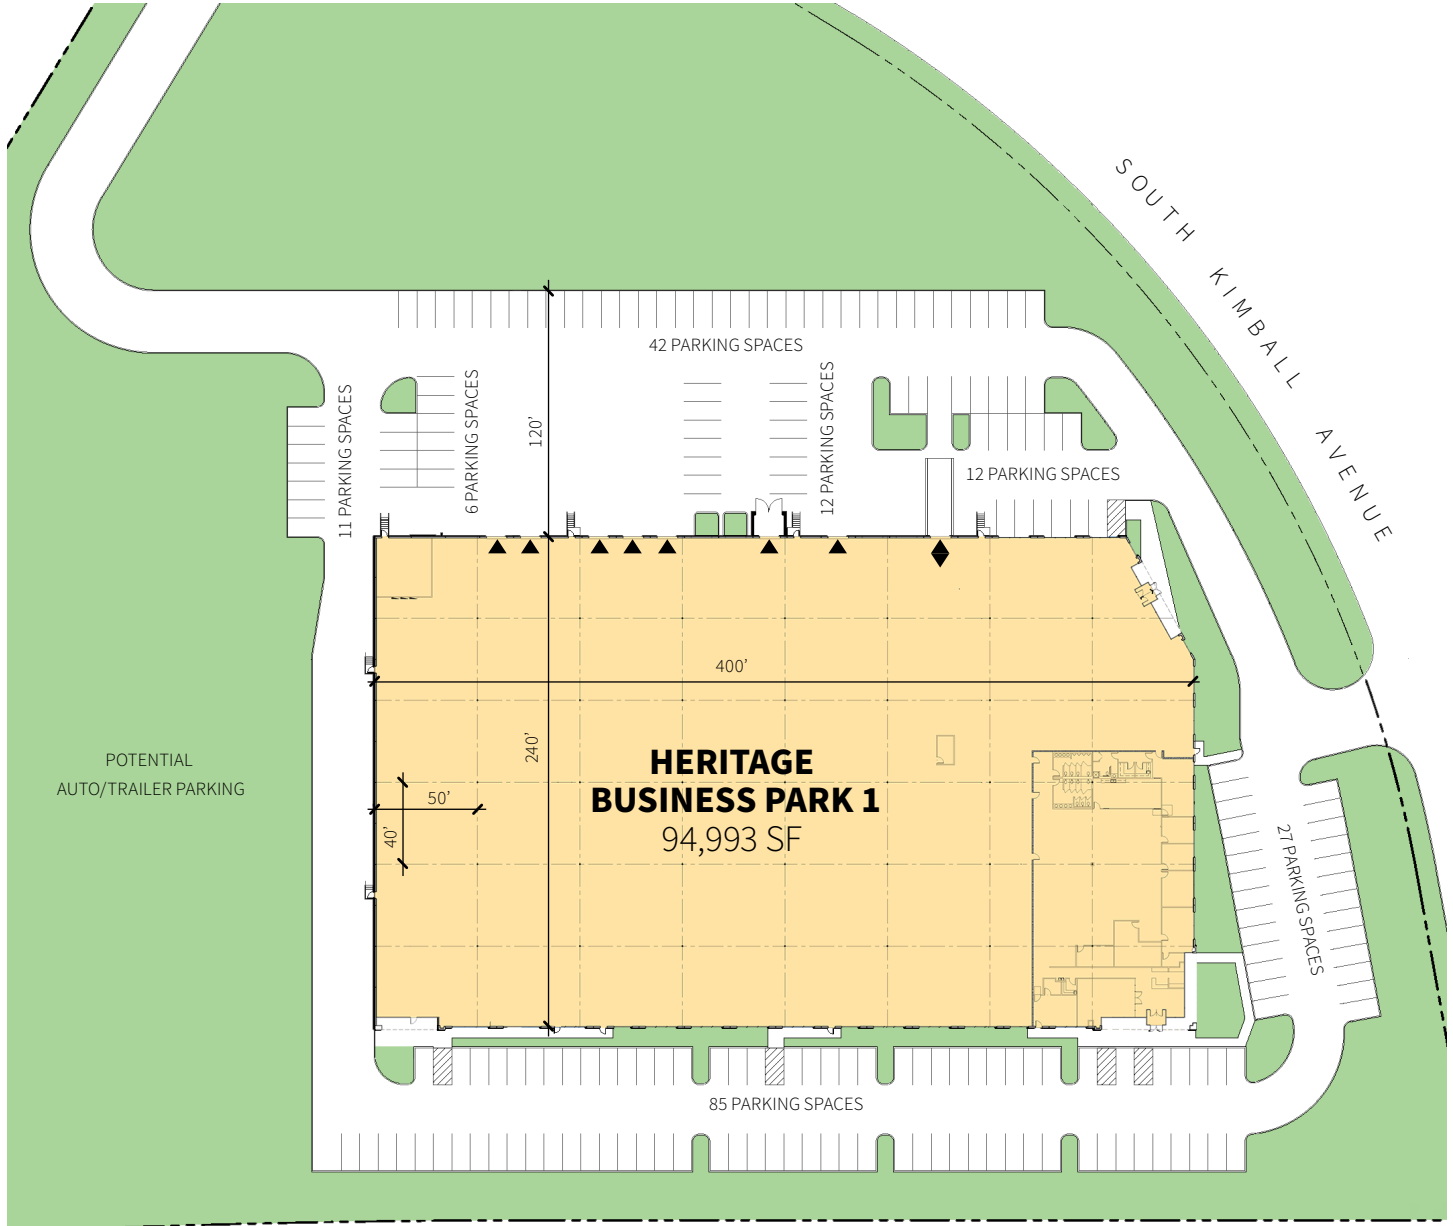 SOUTH KIMBALL AVENUE
42 PARKING SPACES
11 PARKING SPACES
6 PARKING SPACES
120’
12 PARKING SPACES
12 PARKING SPACES
400’
240’
HERITAGE
BUSINESS PARK 1
94,993 SF
POTENTIAL
AUTO/TRAILER PARKING
50’
40’
27 PARKING SPACES
85 PARKING SPACES